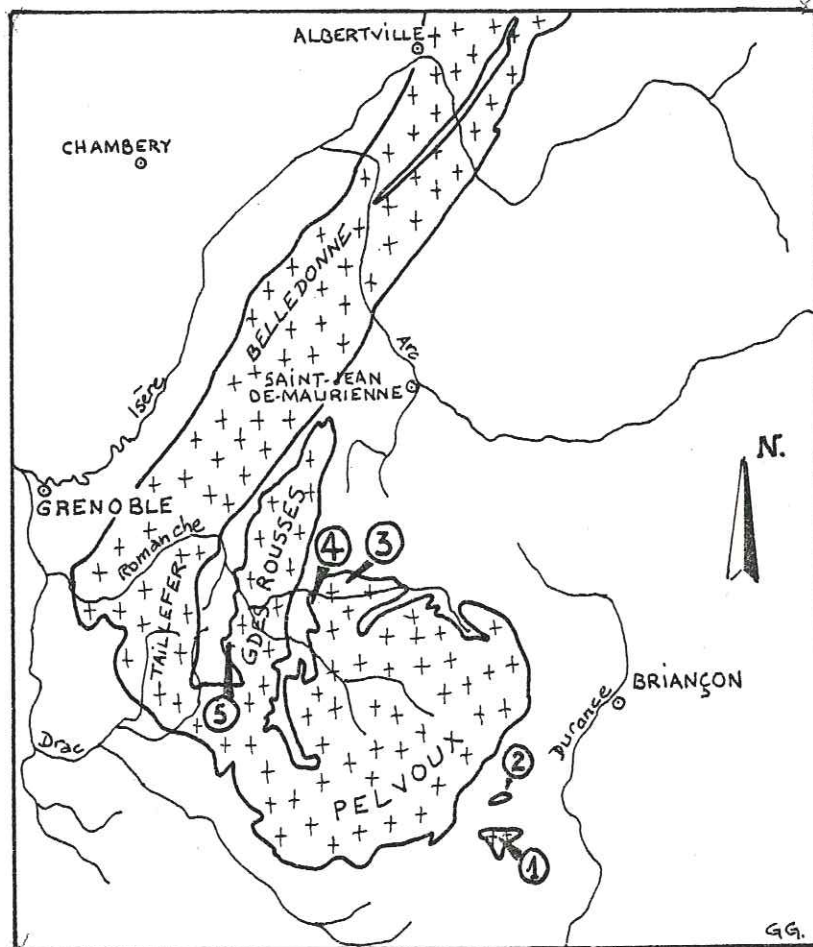 ALBERTVILLE
CHAMBERY
BELLEDONNE
Arc
SAINT-JEAN
DE-MAURIENNE
Isère
N.
GRENOBLE
Romanche
GDES ROUSSES
4
3
TAILLEFER
BRIANÇON
5
Durance
Drac
PELVOUX
2
1
GG.